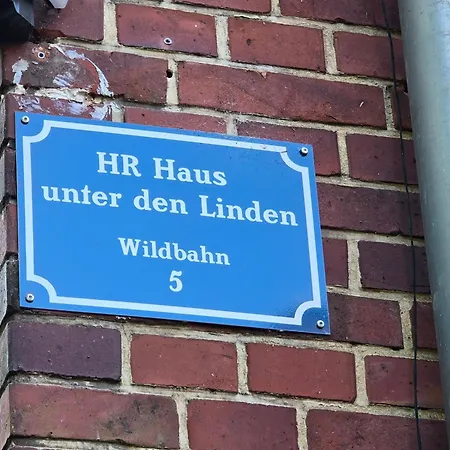 HR Haus
unter den Linden
Wildbahn
5